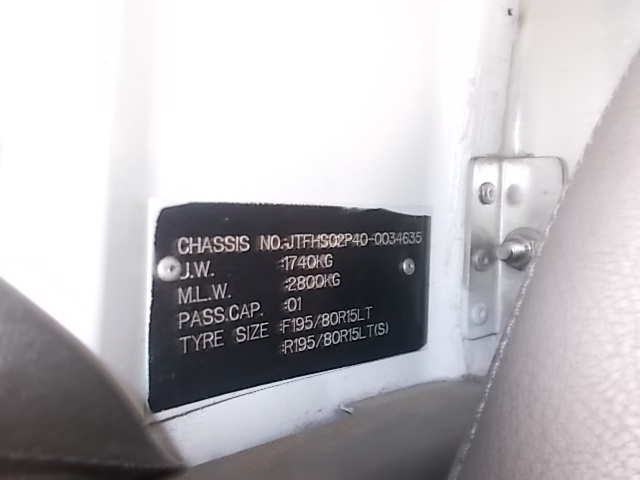 CHASSIS NO.:JTFHS02P40-0034635
U.W. :1740KG
M.L.W. :2800KG
PASS.CAP. :01
TYRE SIZE :F195/80R15LT
:R195/80R15LT(S)